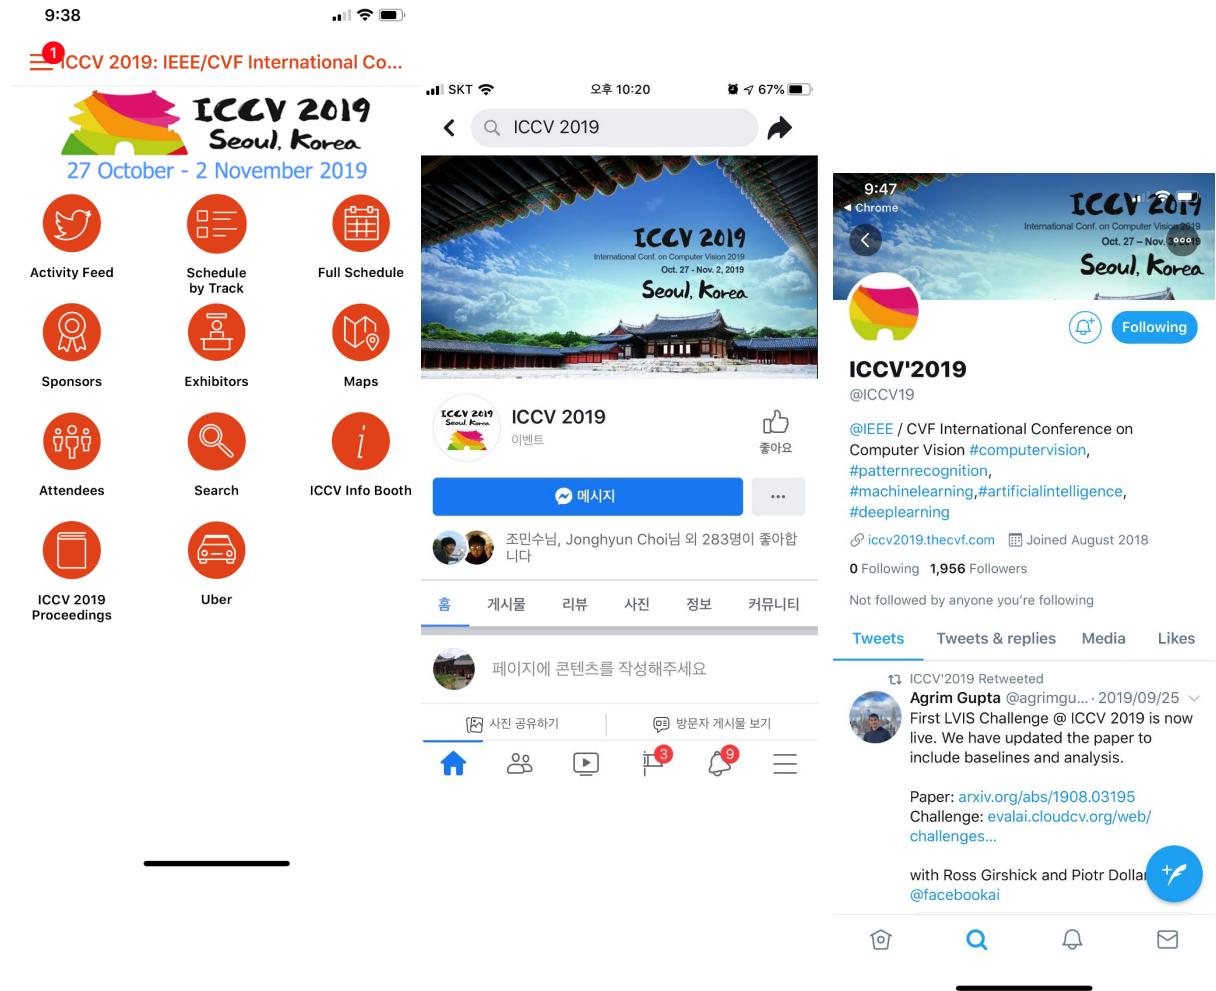 9:38
1
ICCV 2019: IEEE/CVF International Co...
ICCV 2019
Seoul, Korea
27 October - 2 November 2019
Activity Feed
Schedule
by Track
Full Schedule
Sponsors
Exhibitors
Maps
Attendees
Search
i
ICCV Info Booth
ICCV 2019
Proceedings
Uber
SKT
오후 10:20
67%
ICCV 2019
ICCV 2019
International Conf. on Computer Vision 2019
Oct. 27 - Nov. 2, 2019
Seoul, Korea
ICCV 2019
Seoul, Korea
ICCV 2019
이벤트
좋아요
메시지
...
조민수님, Jonghyun Choi님 외 283명이 좋아합
니다
홈
게시물
리뷰
사진
정보
커뮤니티
페이지에 콘텐츠를 작성해주세요
사진 공유하기
방문자 게시물 보기
3
9
9:47
◀ Chrome
ICCV 2019
International Conf. on Computer Vision 2019
Oct. 27 – Nov.
Seoul, Korea
Following
ICCV'2019
@ICCV19
@IEEE / CVF International Conference on
Computer Vision #computervision,
#patternrecognition,
#machinelearning,#artificialintelligence,
#deeplearning
iccv2019.thecvf.com Joined August 2018
0 Following 1,956 Followers
Not followed by anyone you're following
Tweets
Tweets & replies
Media
Likes
ICCV'2019 Retweeted
Agrim Gupta @agrimgu... · 2019/09/25
First LVIS Challenge @ ICCV 2019 is now
live. We have updated the paper to
include baselines and analysis.
Paper: arxiv.org/abs/1908.03195
Challenge: evalai.cloudcv.org/web/
challenges...
with Ross Girshick and Piotr Dollar
@facebookai